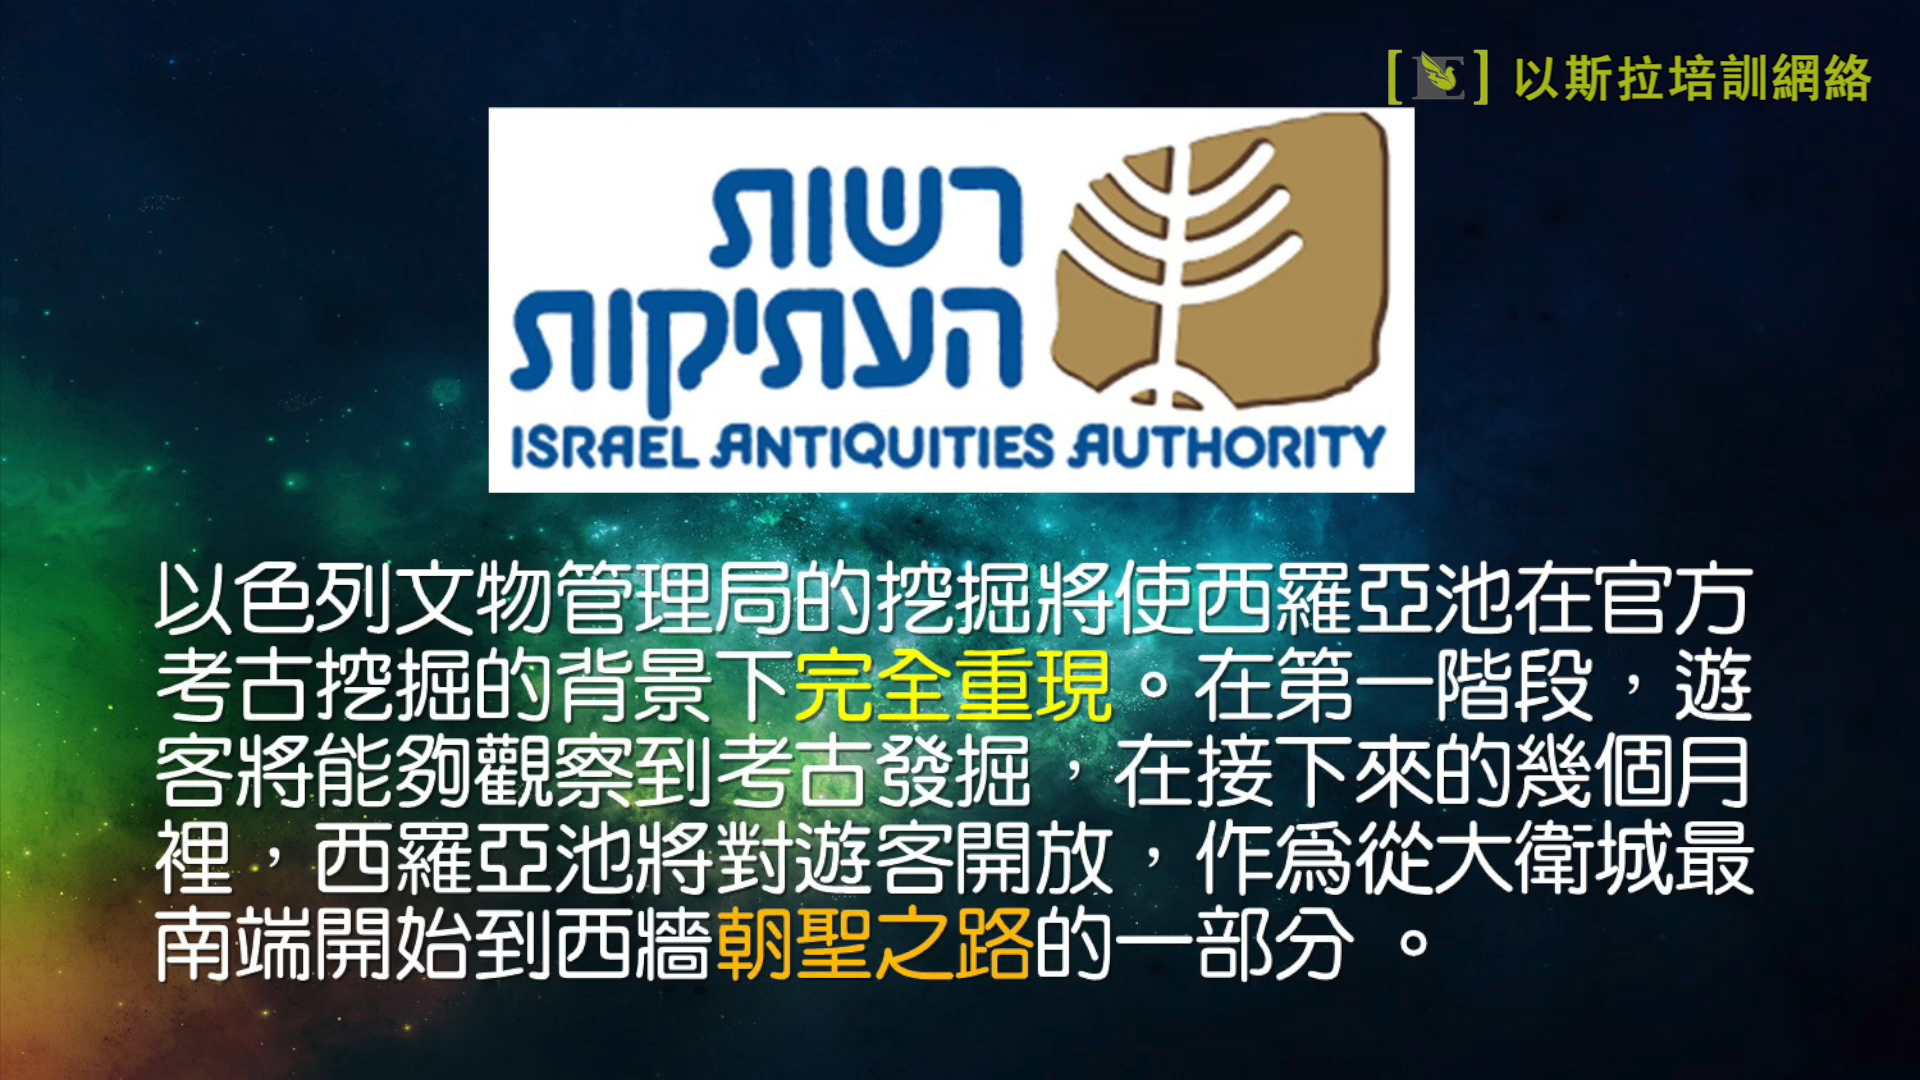 以斯拉培訓網絡
רשות
העתיקות
ISRAEL ANTIQUITIES AUTHORITY
以色列文物管理局的挖掘將使西羅亞池在官方
考古挖掘的背景下完全重現。在第一階段，遊
客將能夠觀察到考古發掘，在接下來的幾個月
裡，西羅亞池將對遊客開放，作為從大衛城最
南端開始到西牆朝聖之路的一部分。